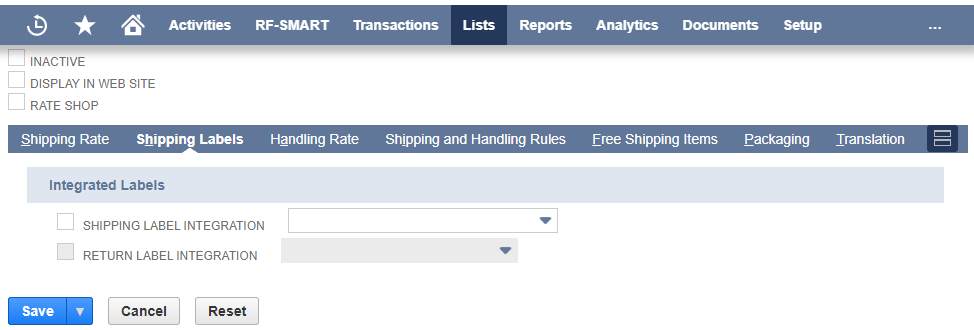 Activities RF-SMART Transactions Lists Reports Analytics Documents Setup ...
INACTIVE
DISPLAY IN WEB SITE
RATE SHOP
Shipping Rate Shipping Labels Handling Rate Shipping and Handling Rules Free Shipping Items Packaging Translation
Integrated Labels
SHIPPING LABEL INTEGRATION
RETURN LABEL INTEGRATION
Save Cancel Reset